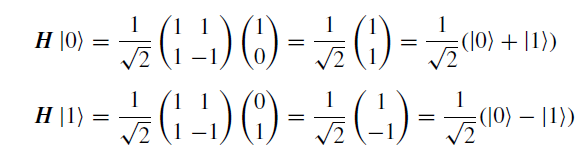 H |0⟩ = 1/√2 (1 1 / 1 −1) (1 / 0) = 1/√2 (1 / 1) = 1/√2 (|0⟩ + |1⟩)
H |1⟩ = 1/√2 (1 1 / 1 −1) (0 / 1) = 1/√2 (1 / −1) = 1/√2 (|0⟩ − |1⟩)